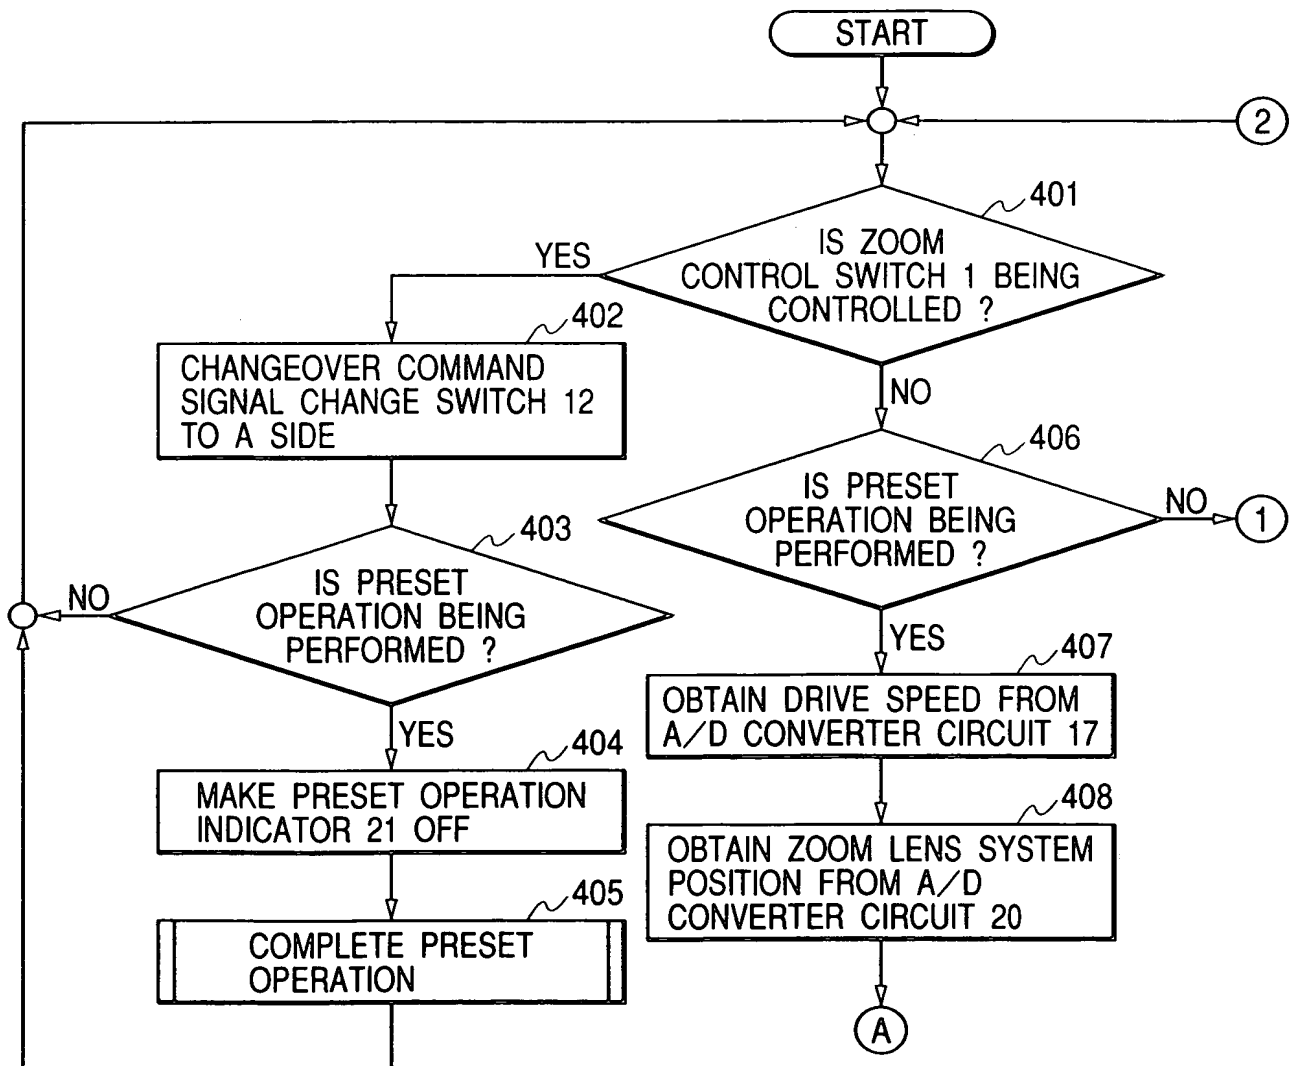 START
2
401
IS ZOOM
CONTROL SWITCH 1 BEING
CONTROLLED ?
YES
NO
402
CHANGEOVER COMMAND
SIGNAL CHANGE SWITCH 12
TO A SIDE
403
IS PRESET
OPERATION BEING
PERFORMED ?
NO
YES
404
MAKE PRESET OPERATION
INDICATOR 21 OFF
405
COMPLETE PRESET
OPERATION
406
IS PRESET
OPERATION BEING
PERFORMED ?
NO
1
YES
407
OBTAIN DRIVE SPEED FROM
A/D CONVERTER CIRCUIT 17
408
OBTAIN ZOOM LENS SYSTEM
POSITION FROM A/D
CONVERTER CIRCUIT 20
A